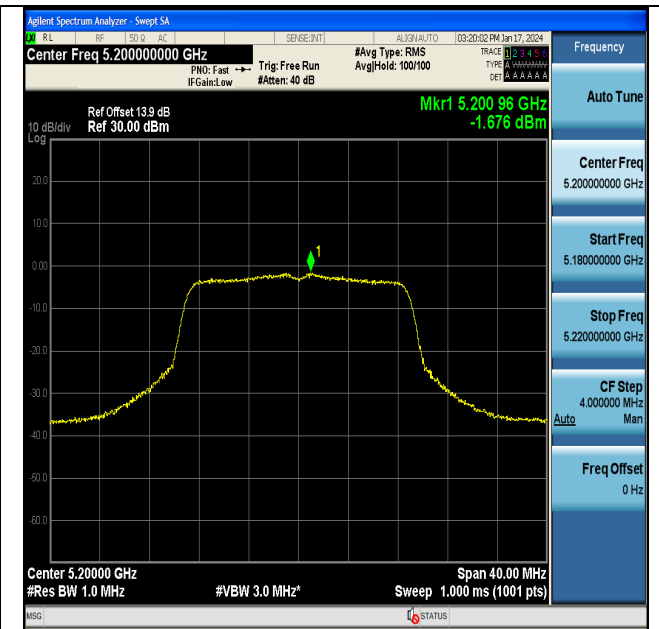 Agilent Spectrum Analyzer - Swept SA
LXI RL RF 50 Ω AC SENSE:INT ALIGN AUTO 03:20:02 PM Jan 17, 2024
Center Freq 5.200000000 GHz
PNO: Fast
IFGain:Low
Trig: Free Run
#Atten: 40 dB
#Avg Type: RMS
Avg|Hold: 100/100
TRACE 1 2 3 4 5 6
TYPE A WWWWW
DET A A A A A A
Frequency
Ref Offset 13.9 dB
10 dB/div Ref 30.00 dBm
Log
Mkr1 5.200 96 GHz
-1.676 dBm
20.0
10.0
0.00
-10.0
-20.0
-30.0
-40.0
-50.0
-60.0
1
Center 5.20000 GHz
Span 40.00 MHz
#Res BW 1.0 MHz
#VBW 3.0 MHz*
Sweep 1.000 ms (1001 pts)
MSG
STATUS
Auto Tune
Center Freq
5.200000000 GHz
Start Freq
5.180000000 GHz
Stop Freq
5.220000000 GHz
CF Step
4.000000 MHz
Auto Man
Freq Offset
0 Hz